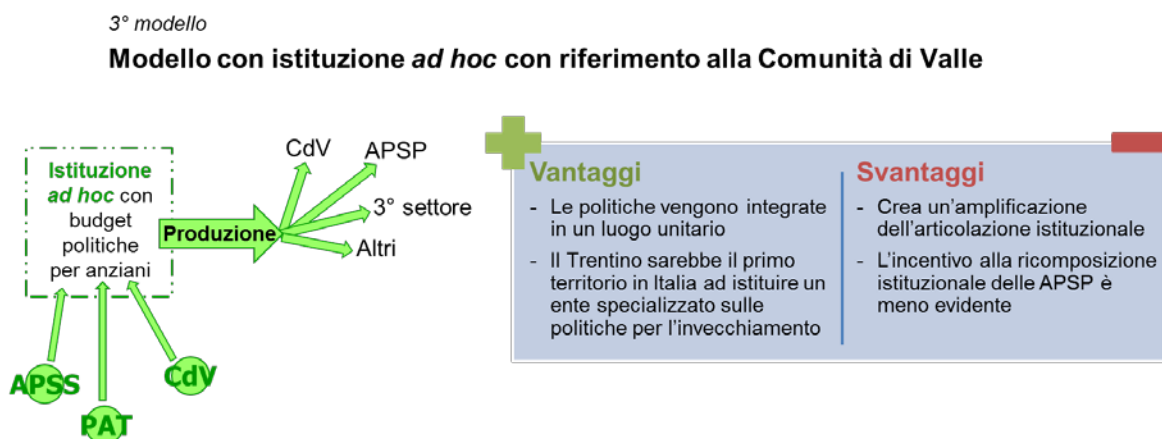 3° modello
Modello con istituzione ad hoc con riferimento alla Comunità di Valle
Istituzione
ad hoc con
budget
politiche
per anziani
Produzione
CdV
APSP
3° settore
Altri
APSS
PAT
CdV
Vantaggi
- Le politiche vengono integrate
in un luogo unitario
- Il Trentino sarebbe il primo
territorio in Italia ad istituire un
ente specializzato sulle
politiche per l'invecchiamento
Svantaggi
- Crea un'amplificazione
dell'articolazione istituzionale
- L'incentivo alla ricomposizione
istituzionale delle APSP è
meno evidente